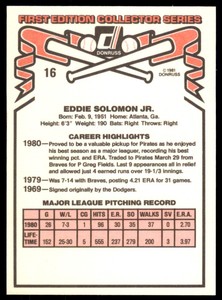 FIRST EDITION COLLECTOR SERIES
DONRUSS
© 1981
DONRUSS
16
EDDIE SOLOMON JR.
Born: Feb. 9, 1951 Home: Atlanta, Ga.
Height: 6'3" Weight: 190 Bats: Right Throws: Right
CAREER HIGHLIGHTS
1980—Proved to be a valuable pickup for Pirates as he
enjoyed his best season as a major leaguer, recording his
best winning pct. and ERA. Traded to Pirates March 28 from
Braves for P Greg Fields. Last 9 appearances all in relief
and allowed just 4 earned runs over 19-1/3 innings.
1979—Was 7-14 with Braves, posting 4.21 ERA in 31 games.
1969—Signed originally by the Dodgers.
MAJOR LEAGUE PITCHING RECORD
G W/L CG HITS ER SO WALKS SV E.R.A.
1980 26 7-3 1 96 30 35 37 0 2.70
LIFE-
TIME 152 25-30 5 556 237 279 200 3 3.97